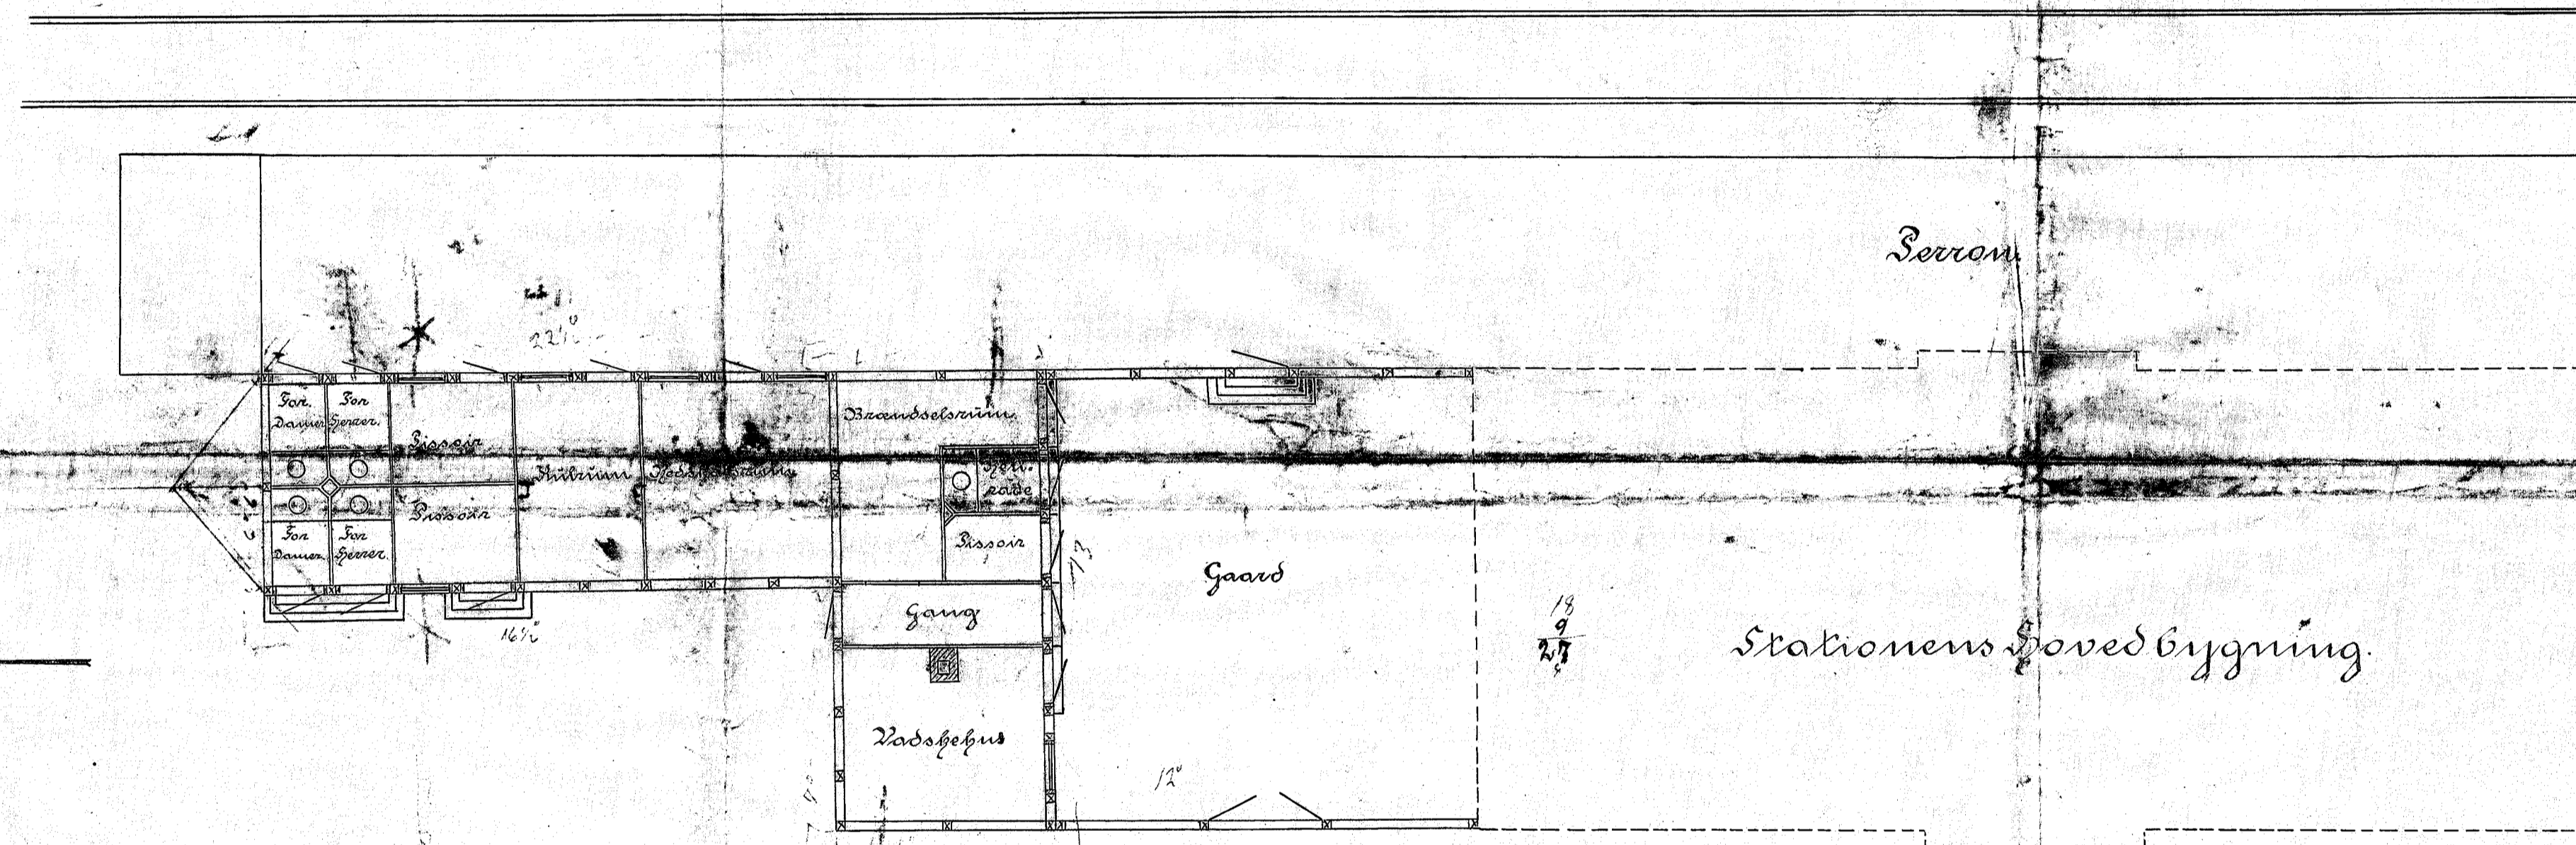 Perron.
22½"
For
Damer
For
Herrer.
Pissoir
Brændselsrum.
Rubrum
Pissoir
For
Damer.
For
Herrer.
Pissoir
Gang
16½"
Gaard
18
9
27
Stationens Hovedbygning.
Vadskehus
12"